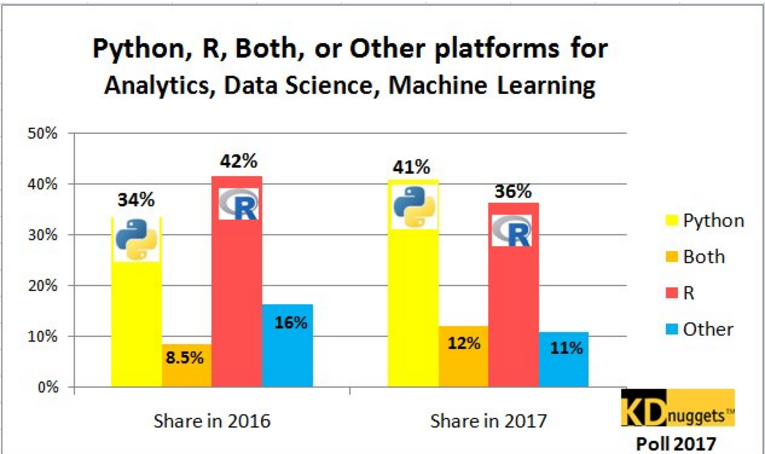 Python, R, Both, or Other platforms for
Analytics, Data Science, Machine Learning
50%
40%
30%
20%
10%
0%
34%
8.5%
42%
16%
41%
12%
36%
11%
Share in 2016
Share in 2017
Python
Both
R
Other
R
R
KDnuggets™
Poll 2017